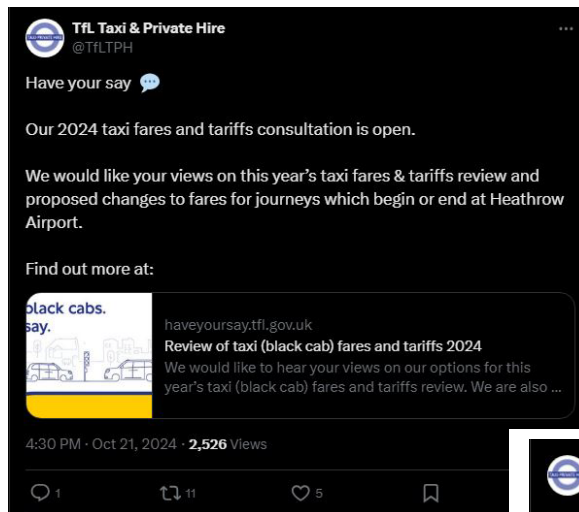 TfL Taxi & Private Hire
@TfLTPH
Have your say
Our 2024 taxi fares and tariffs consultation is open.
We would like your views on this year's taxi fares & tariffs review and
proposed changes to fares for journeys which begin or end at Heathrow
Airport.
Find out more at:
black cabs.
say.
haveyoursay.tfl.gov.uk
Review of taxi (black cab) fares and tariffs 2024
We would like to hear your views on our options for this
year's taxi (black cab) fares and tariffs review. We are also ...
4:30 PM · Oct 21, 2024 · 2,526 Views
1
11
5